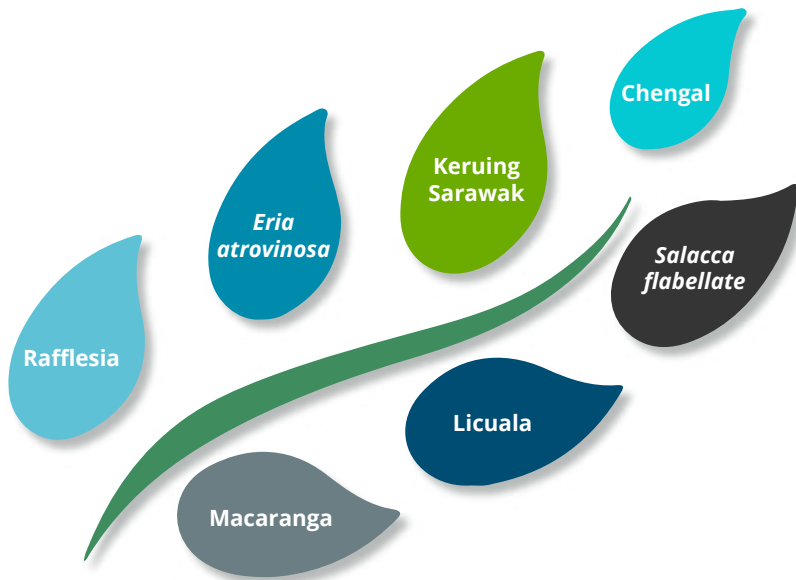 Chengal
Keruing
Sarawak
Eria
atrovinosa
Salacca
flabellate
Rafflesia
Licuala
Macaranga